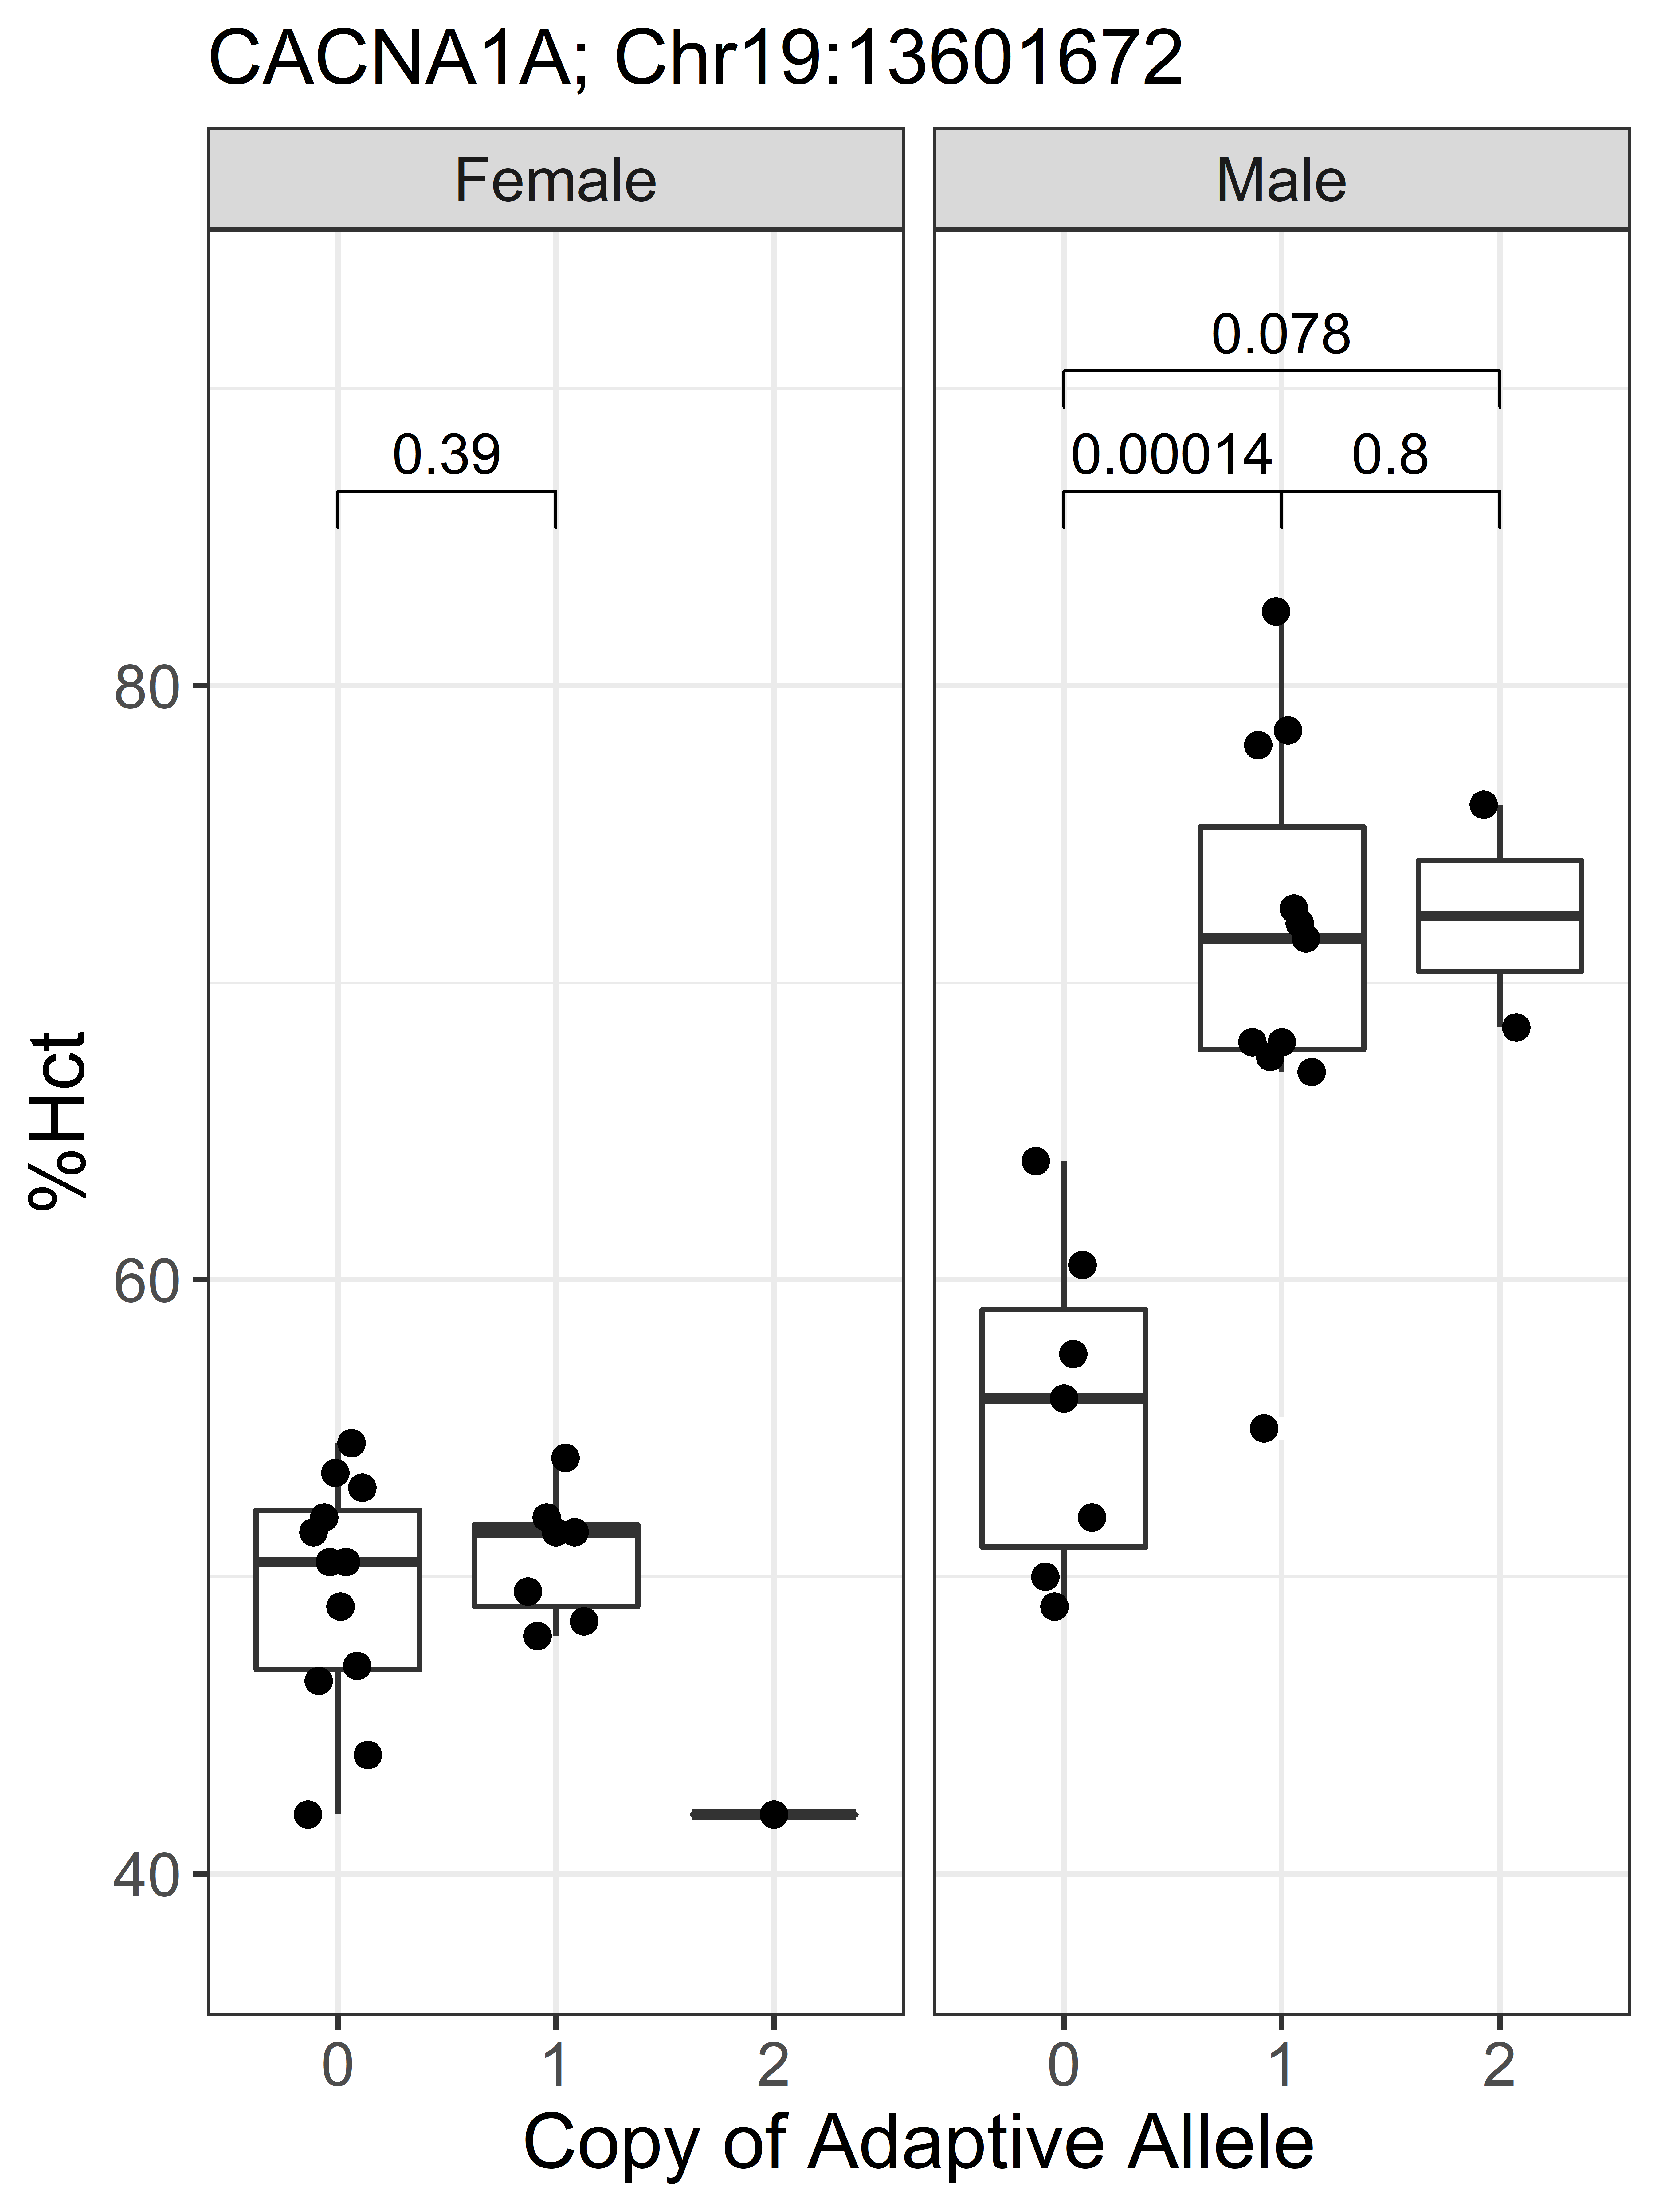 CACNA1A; Chr19:13601672
Female
Male
0.078
0.39
0.00014
0.8
80
60
40
%Hct
0 1 2
0 1 2
Copy of Adaptive Allele